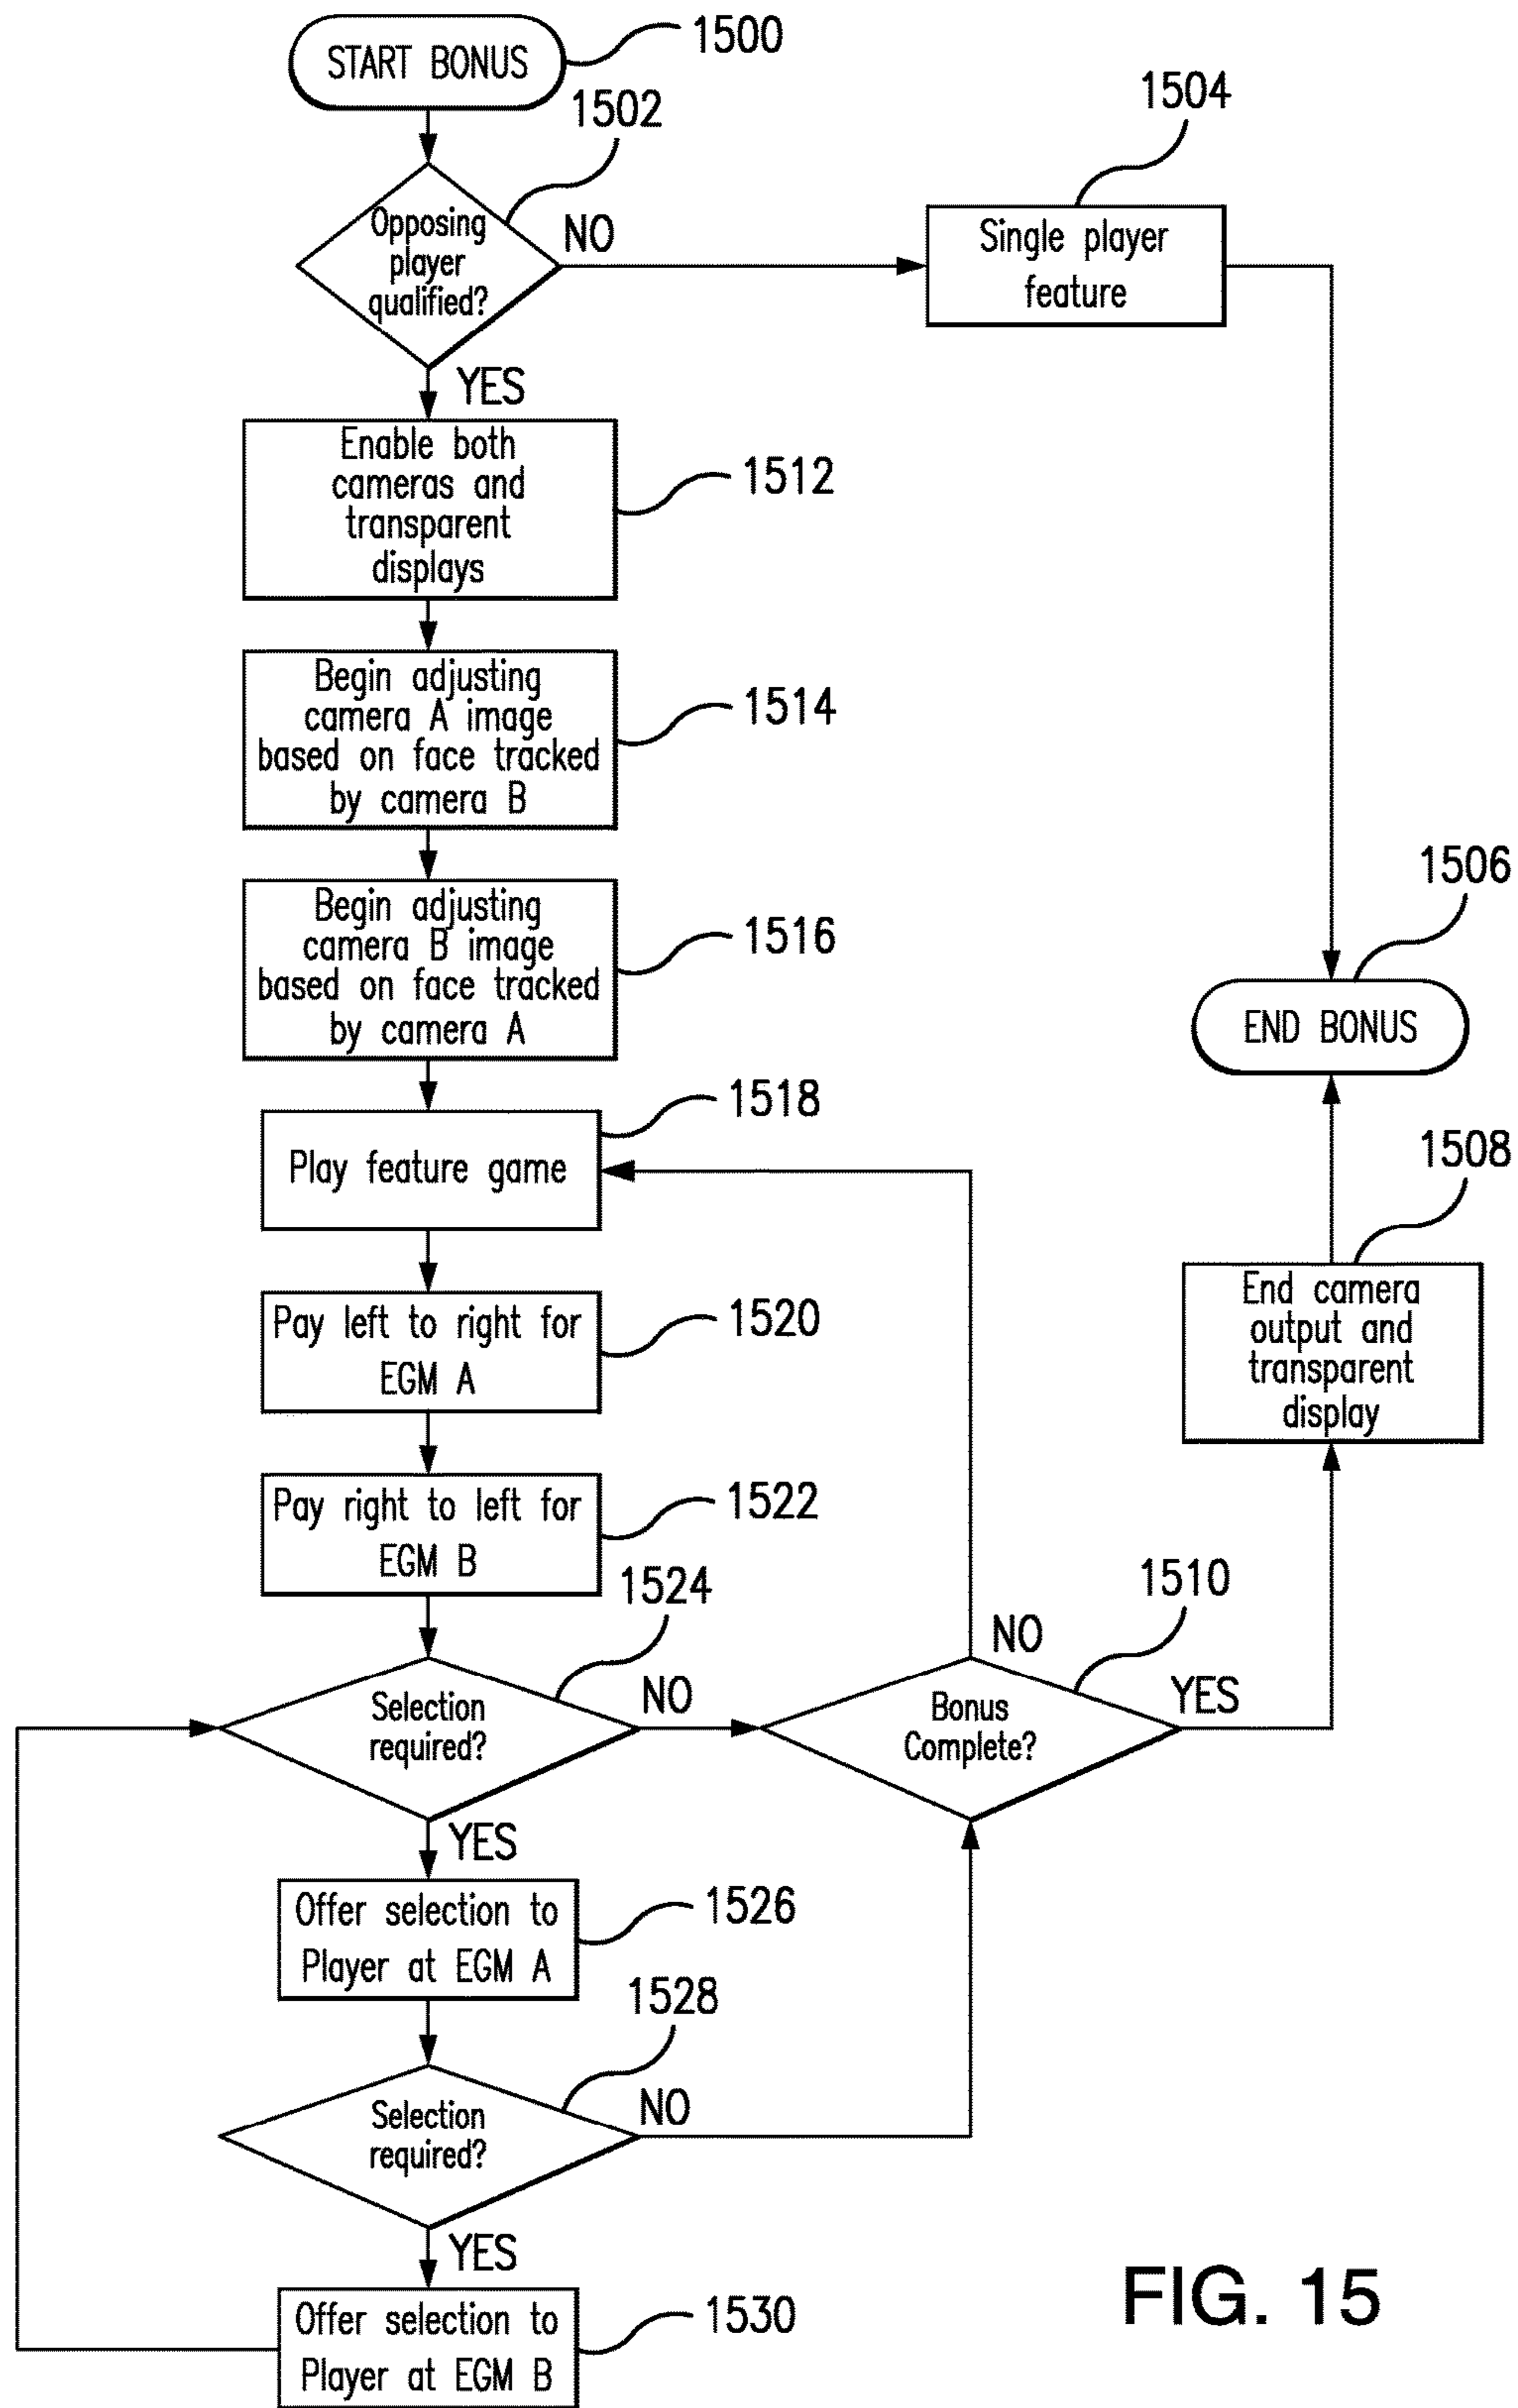 START BONUS
1500
1502
1504
Opposing
player
qualified?
NO
Single player
feature
YES
Enable both
cameras and
transparent
displays
1512
Begin adjusting
camera A image
based on face tracked
by camera B
1514
Begin adjusting
camera B image
based on face tracked
by camera A
1516
1506
END BONUS
1518
Play feature game
1508
End camera
output and
transparent
display
Pay left to right for
EGM A
1520
Pay right to left for
EGM B
1522
1524
Selection
required?
NO
1510
NO
Bonus
Complete?
YES
YES
Offer selection to
Player at EGM A
1526
1528
Selection
required?
NO
YES
Offer selection to
Player at EGM B
1530
FIG. 15